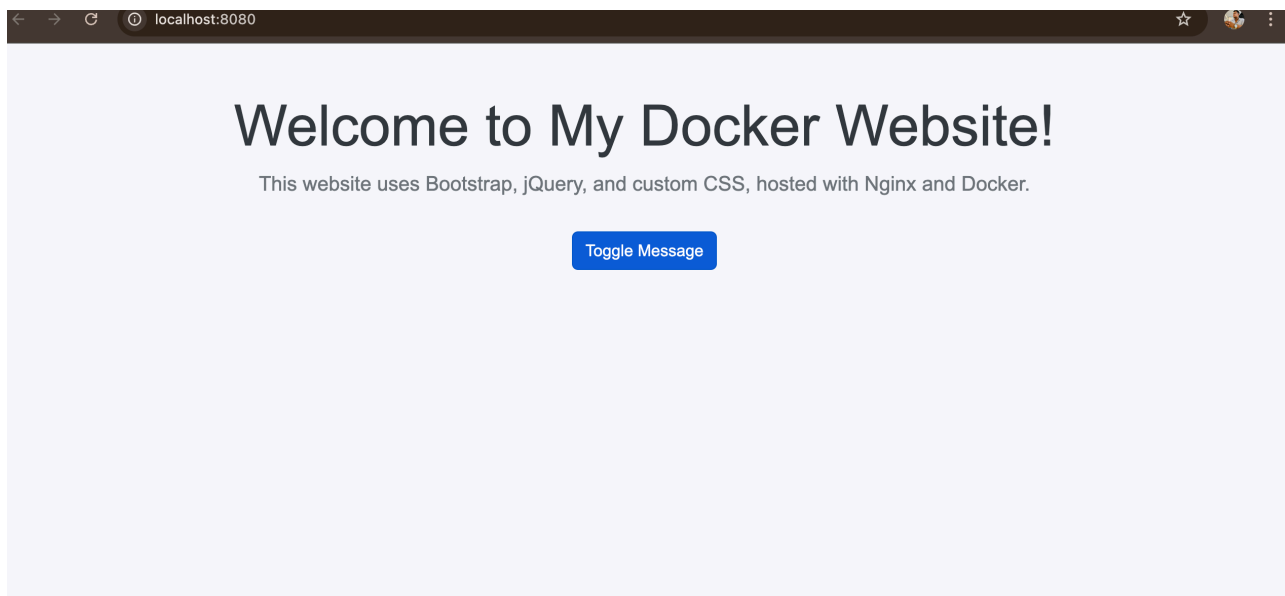 localhost:8080
Welcome to My Docker Website!
This website uses Bootstrap, jQuery, and custom CSS, hosted with Nginx and Docker.
Toggle Message